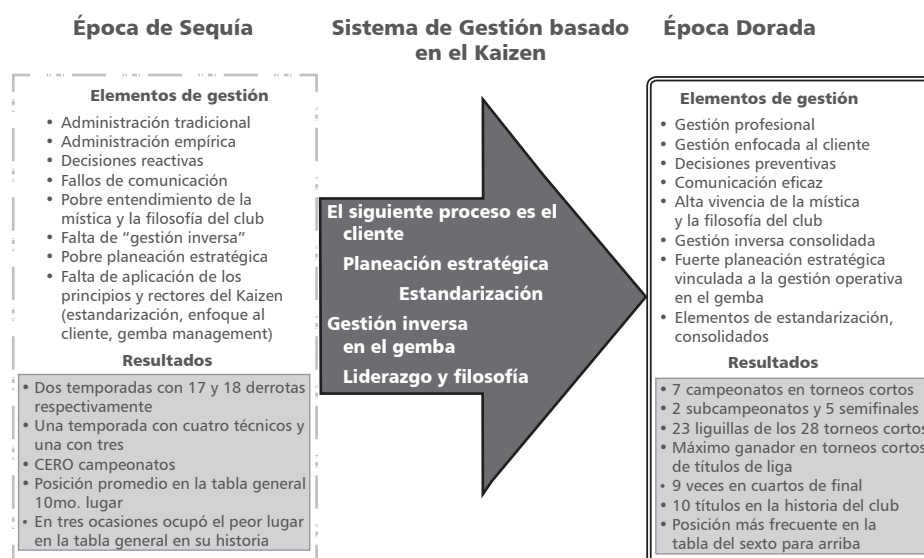 Época de Sequía
Sistema de Gestión basado
en el Kaizen
Época Dorada
Elementos de gestión
• Administración tradicional
• Administración empírica
• Decisiones reactivas
• Fallos de comunicación
• Pobre entendimiento de la
mística y la filosofía del club
• Falta de “gestión inversa”
• Pobre planeación estratégica
• Falta de aplicación de los
principios y rectores del Kaizen
(estandarización, enfoque al
cliente, gemba management)
Resultados
• Dos temporadas con 17 y 18 derrotas
respectivamente
• Una temporada con cuatro técnicos y
una con tres
• CERO campeonatos
• Posición promedio en la tabla general
10mo. lugar
• En tres ocasiones ocupó el peor lugar
en la tabla general en su historia
El siguiente proceso es el
cliente
Planeación estratégica
Estandarización
Gestión inversa
en el gemba
Liderazgo y filosofía
Elementos de gestión
• Gestión profesional
• Gestión enfocada al cliente
• Decisiones preventivas
• Comunicación eficaz
• Alta vivencia de la mística
y la filosofía del club
• Gestión inversa consolidada
• Fuerte planeación estratégica
vinculada a la gestión operativa
en el gemba
• Elementos de estandarización,
consolidados
Resultados
• 7 campeonatos en torneos cortos
• 2 subcampeonatos y 5 semifinales
• 23 liguillas de los 28 torneos cortos
• Máximo ganador en torneos cortos
de títulos de liga
• 9 veces en cuartos de final
• 10 títulos en la historia del club
• Posición más frecuente en la
tabla del sexto para arriba